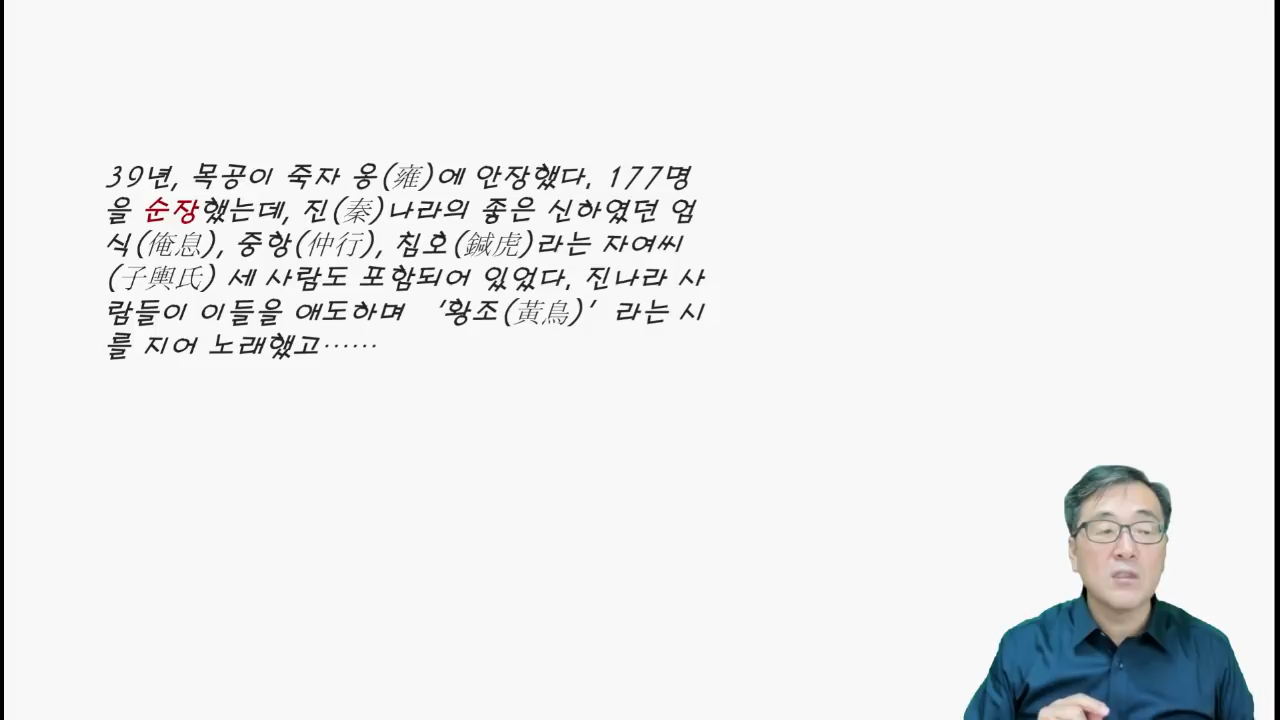 39년, 목공이 죽자 옹(雍)에 안장했다. 177명
을 순장했는데, 진(秦)나라의 좋은 신하였던 엄
식(俺息), 중항(仲行), 침호(鍼虎)라는 자여씨
(子輿氏) 세 사람도 포함되어 있었다. 진나라 사
람들이 이들을 애도하며 '황조(黃鳥)' 라는 시
를 지어 노래했고……